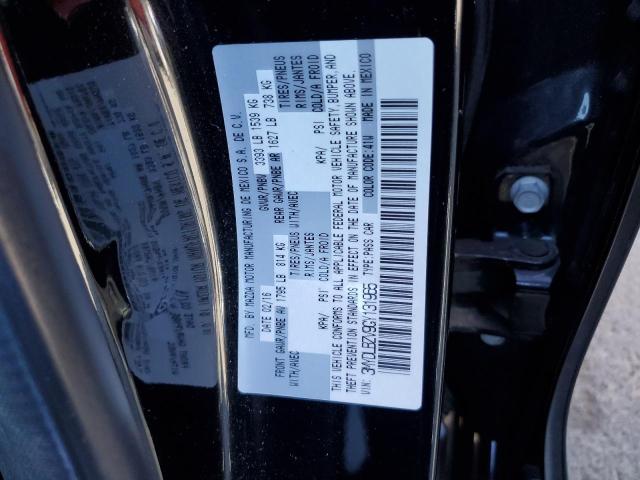 MFD. BY MAZDA MOTOR MANUFACTURING DE MEXICO S.A. DE C.V.
DATE 02/16 GVWR/PNBV 3393 LB 1539 KG
FRONT GAWR/PNBE AV 1795 LB 814 KG REAR GAWR/PNBE AR 1627 LB 738 KG
WITH/AVEC TIRES/PNEUS WITH/AVEC TIRES/PNEUS
RIMS/JANTES RIMS/JANTES
KPA/ PSI COLD/A FROID KPA/ PSI COLD/A FROID
THIS VEHICLE CONFORMS TO ALL APPLICABLE FEDERAL MOTOR VEHICLE SAFETY, BUMPER, AND
THEFT PREVENTION STANDARDS IN EFFECT ON THE DATE OF MANUFACTURE SHOWN ABOVE.
VIN: TYPE:PASS.CAR COLOR CODE:41W MADE IN MEXICO